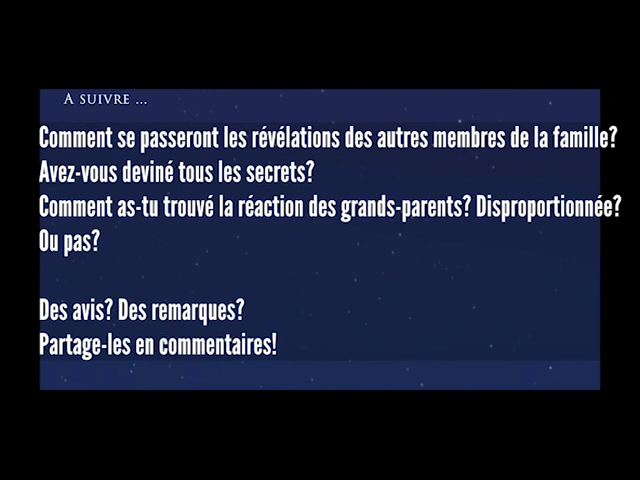 A SUIVRE ...
Comment se passeront les révélations des autres membres de la famille?
Avez-vous deviné tous les secrets?
Comment as-tu trouvé la réaction des grands-parents? Disproportionnée?
Ou pas?
Des avis? Des remarques?
Partage-les en commentaires!